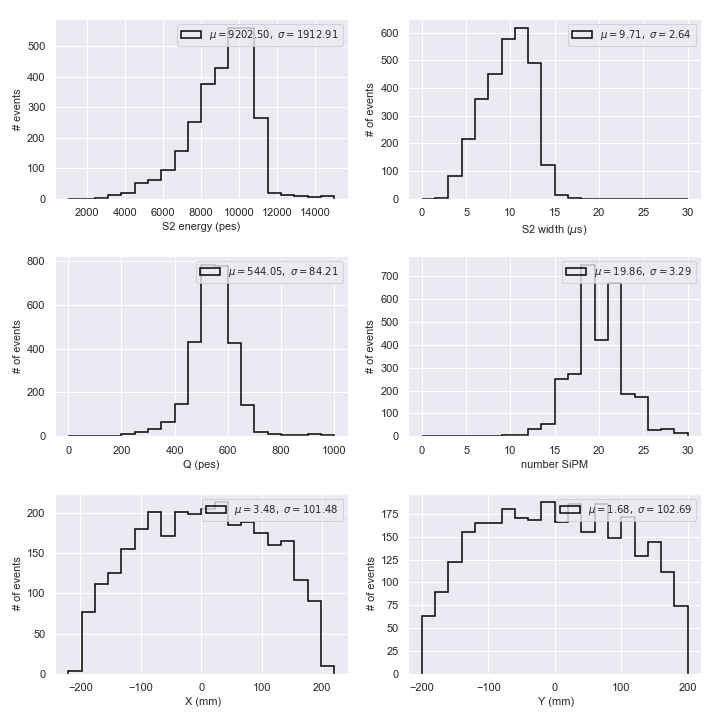 μ=9202.50, σ=1912.91
500
400
300
200
100
0
# events
2000 4000 6000 8000 10000 12000 14000
S2 energy (pes)
μ=9.71, σ=2.64
600
500
400
300
200
100
0
# of events
0 5 10 15 20 25 30
S2 width (μs)
μ=544.05, σ=84.21
800
600
400
200
0
# of events
0 200 400 600 800 1000
Q (pes)
μ=19.86, σ=3.29
700
600
500
400
300
200
100
0
# of events
0 5 10 15 20 25 30
number SiPM
μ=3.48, σ=101.48
200
150
100
50
0
# of events
−200 −100 0 100 200
X (mm)
μ=1.68, σ=102.69
175
150
125
100
75
50
25
0
# of events
−200 −100 0 100 200
Y (mm)